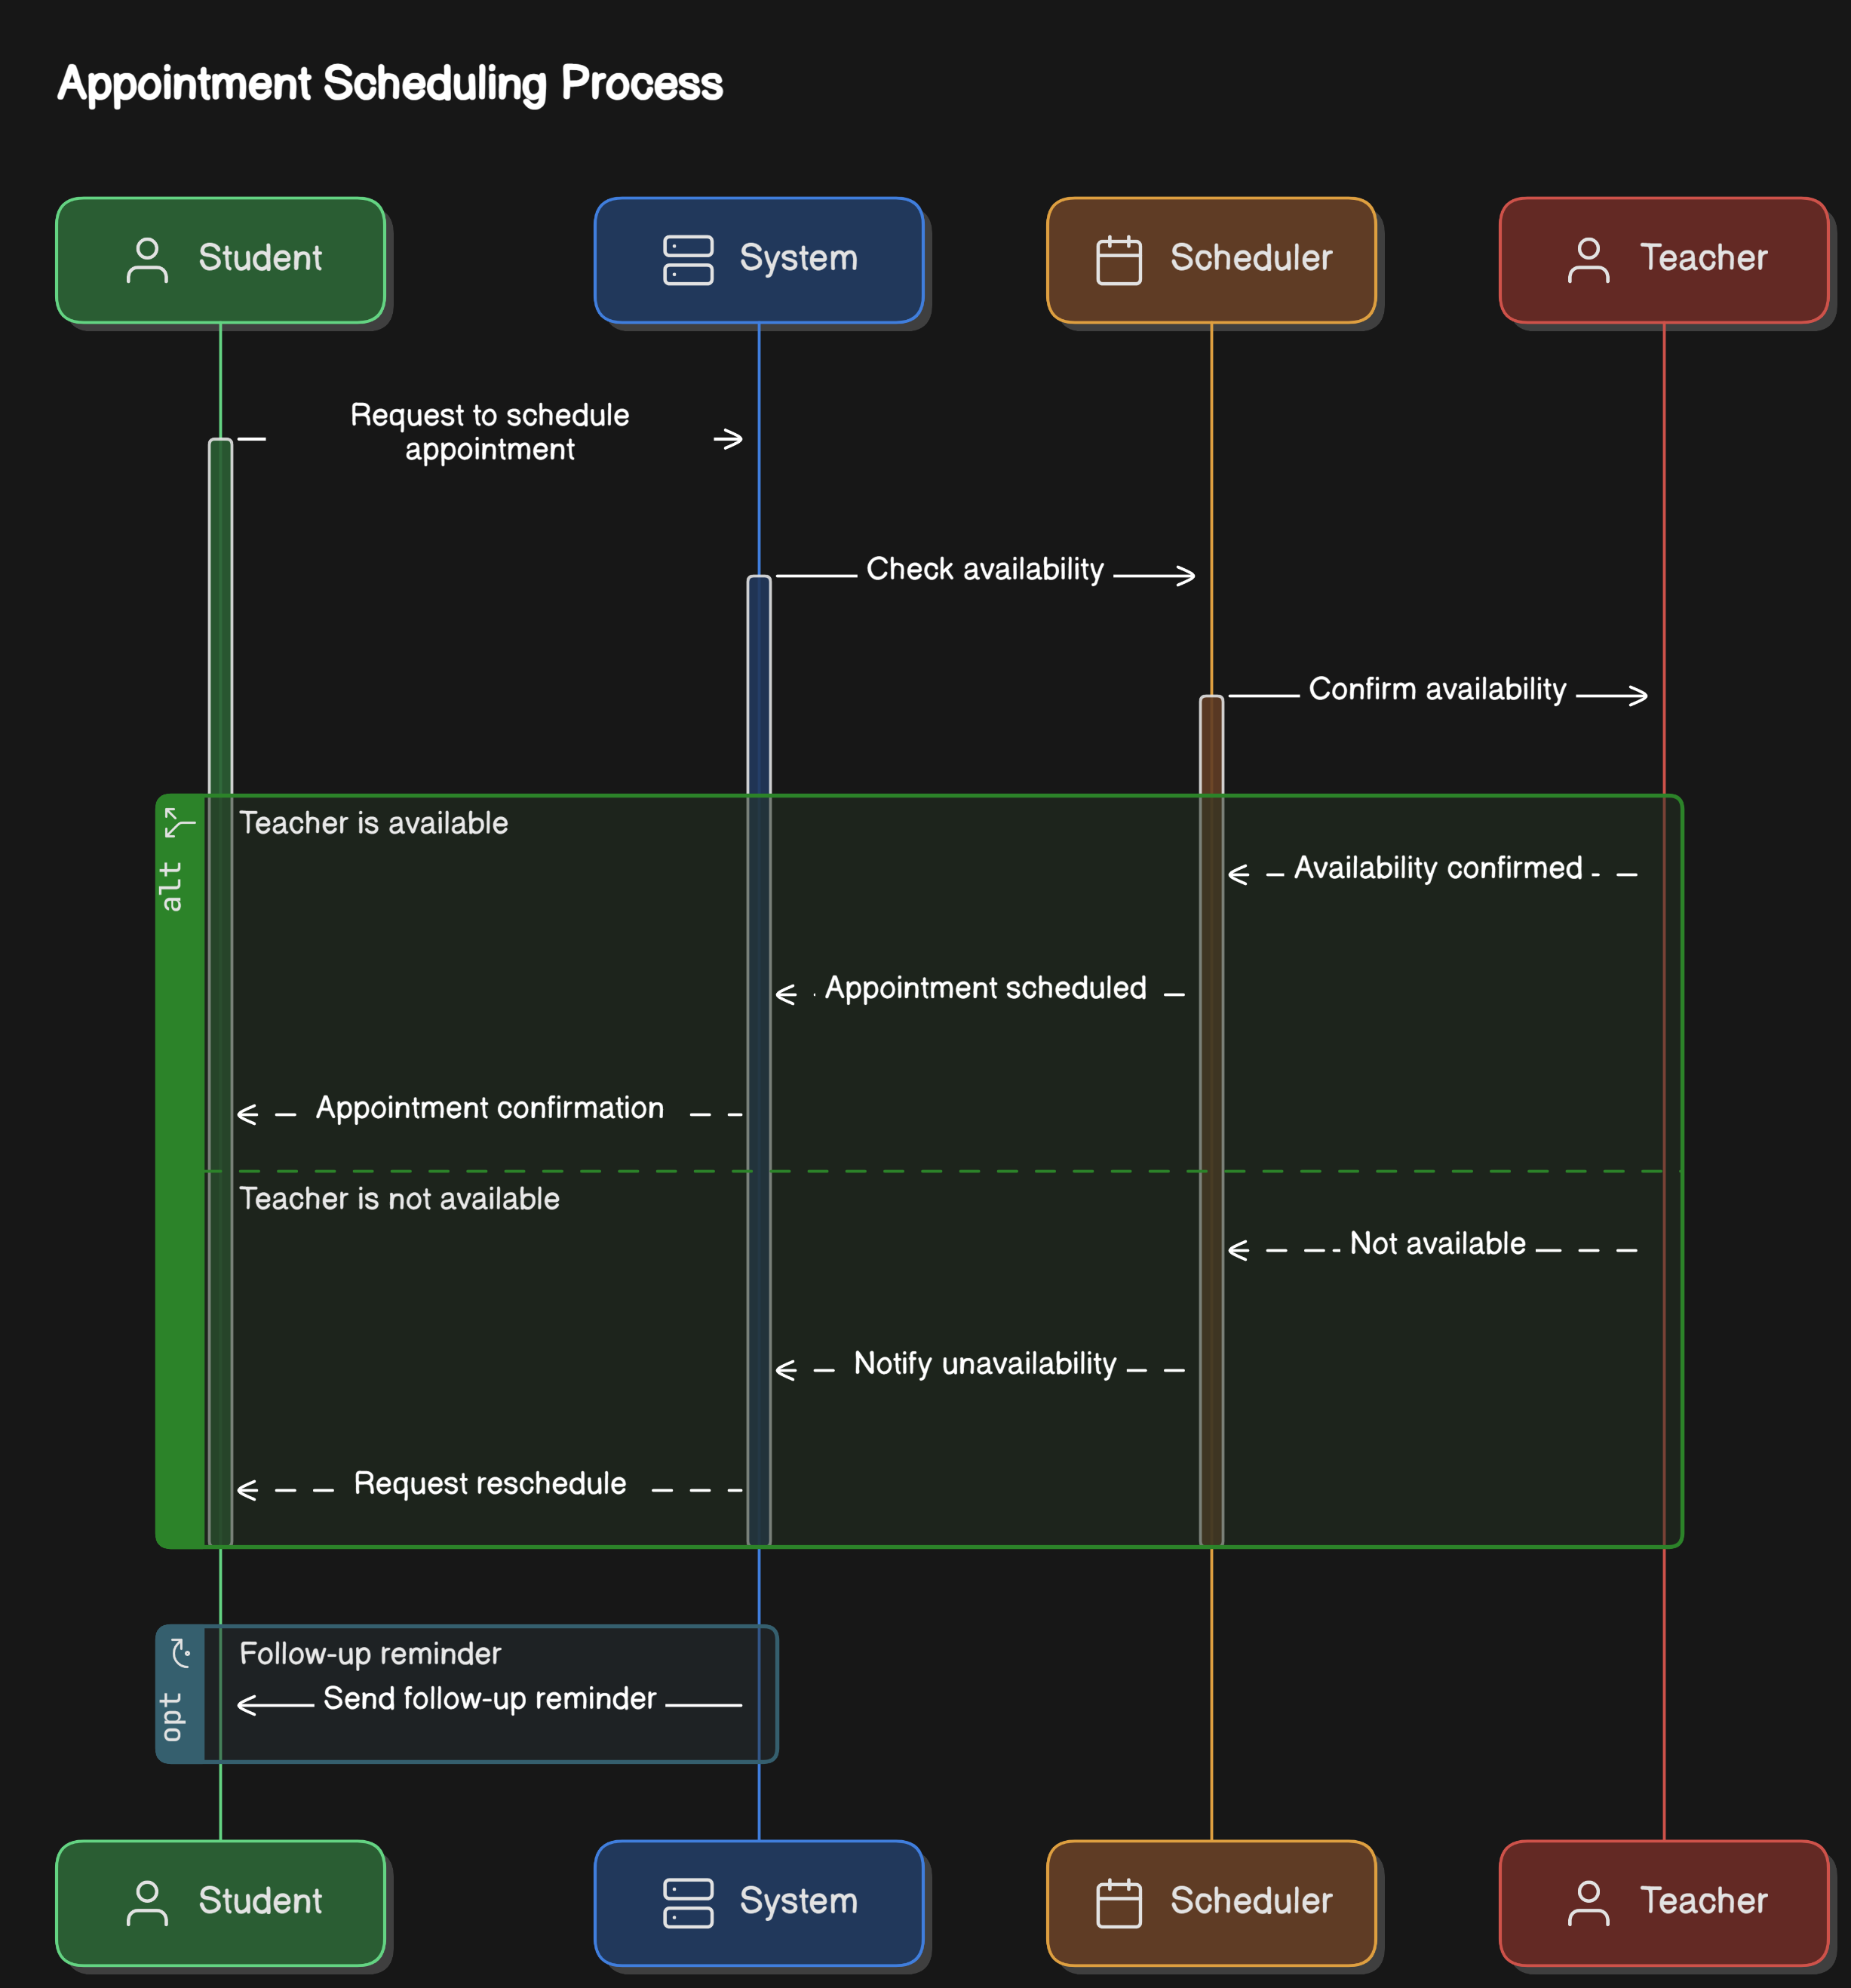 Appointment Scheduling Process
Student
System
Scheduler
Teacher
Request to schedule
appointment
Check availability
Confirm availability
alt
Teacher is available
Availability confirmed
Appointment scheduled
Appointment confirmation
Teacher is not available
Not available
Notify unavailability
Request reschedule
opt
Follow-up reminder
Send follow-up reminder
Student
System
Scheduler
Teacher